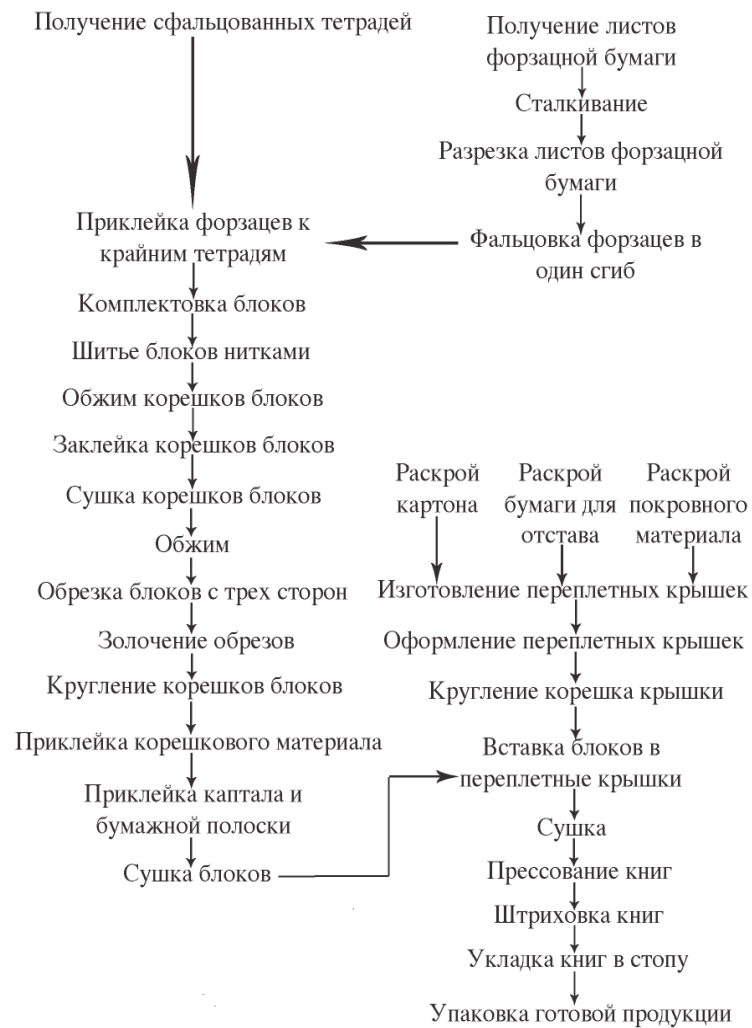 Получение сфальцованных тетрадей
Получение листов
форзацной бумаги
Сталкивание
Разрезка листов форзацной
бумаги
Фальцовка форзацев в
один сгиб
Приклейка форзацев к
крайним тетрадям
Комплектовка блоков
Шитье блоков нитками
Обжим корешков блоков
Заклейка корешков блоков
Сушка корешков блоков
Обжим
Обрезка блоков с трех сторон
Золочение обрезов
Кругление корешков блоков
Приклейка корешкового материала
Приклейка каптала и
бумажной полоски
Сушка блоков
Раскрой
картона
Раскрой
бумаги для
отстава
Раскрой
покровного
материала
Изготовление переплетных крышек
Оформление переплетных крышек
Кругление корешка крышки
Вставка блоков в
переплетные крышки
Сушка
Прессование книг
Штриховка книг
Укладка книг в стопу
Упаковка готовой продукции